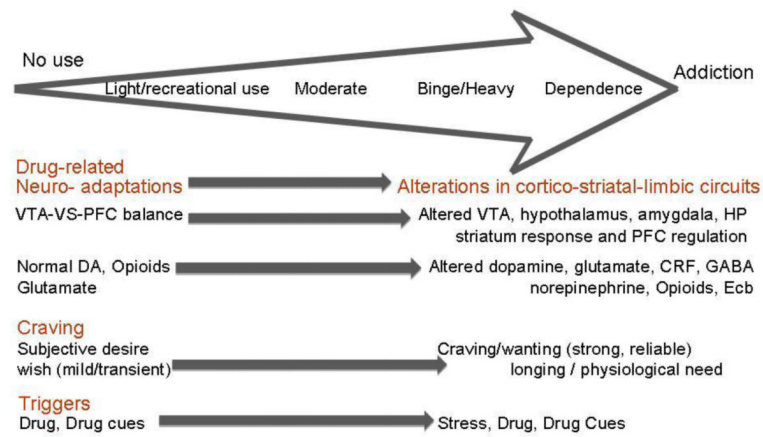 No use
Light/recreational use Moderate Binge/Heavy Dependence
Addiction
Drug-related
Neuro- adaptations Alterations in cortico-striatal-limbic circuits
VTA-VS-PFC balance Altered VTA, hypothalamus, amygdala, HP
striatum response and PFC regulation
Normal DA, Opioids Altered dopamine, glutamate, CRF, GABA
Glutamate norepinephrine, Opioids, Ecb
Craving
Subjective desire Craving/wanting (strong, reliable)
wish (mild/transient) longing / physiological need
Triggers
Drug, Drug cues Stress, Drug, Drug Cues